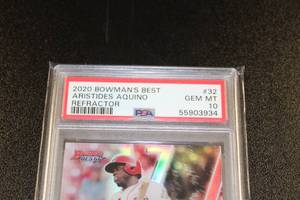 2020 BOWMAN'S BEST #32
ARISTIDES AQUINO GEM MT
REFRACTOR 10
PSA 55903934